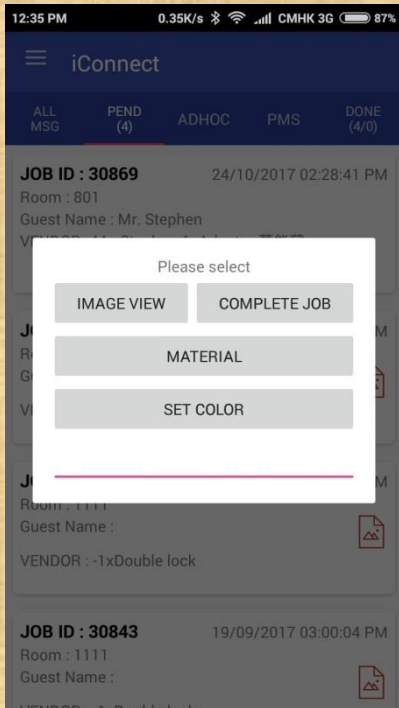 12:35 PM 0.35K/s CMHK 3G 87%
iConnect
ALL MSG PEND (4) ADHOC PMS DONE (4/0)
JOB ID : 30869 24/10/2017 02:28:41 PM
Room : 801
Guest Name : Mr. Stephen
Please select
IMAGE VIEW COMPLETE JOB
MATERIAL
SET COLOR
Room : 1111
Guest Name :
VENDOR : -1xDouble lock
JOB ID : 30843 19/09/2017 03:00:04 PM
Room : 1111
Guest Name :